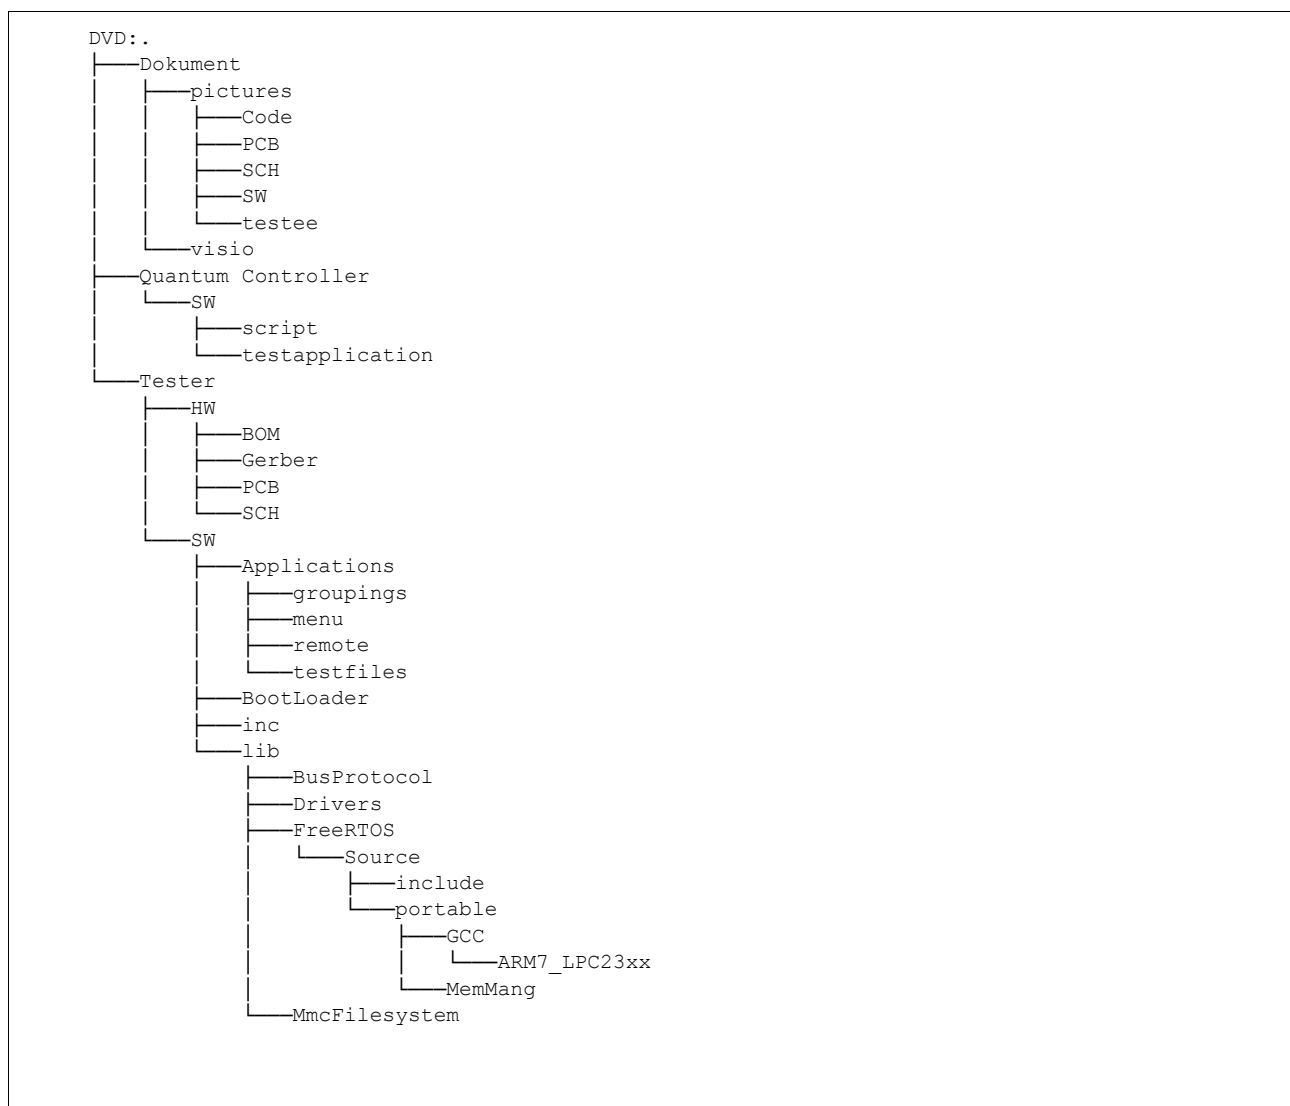 DVD:.
├───Dokument
│   ├───pictures
│   │   ├───Code
│   │   ├───PCB
│   │   ├───SCH
│   │   ├───SW
│   │   └───testee
│   └───visio
├───Quantum Controller
│   └───SW
│       ├───script
│       └───testapplication
└───Tester
    ├───HW
    │   ├───BOM
    │   ├───Gerber
    │   ├───PCB
    │   └───SCH
    └───SW
        ├───Applications
        │   ├───groupings
        │   ├───menu
        │   ├───remote
        │   └───testfiles
        ├───BootLoader
        ├───inc
        └───lib
            ├───BusProtocol
            ├───Drivers
            ├───FreeRTOS
            │   └───Source
            │       ├───include
            │       └───portable
            │           ├───GCC
            │           │   └───ARM7_LPC23xx
            │           └───MemMang
            └───MmcFilesystem